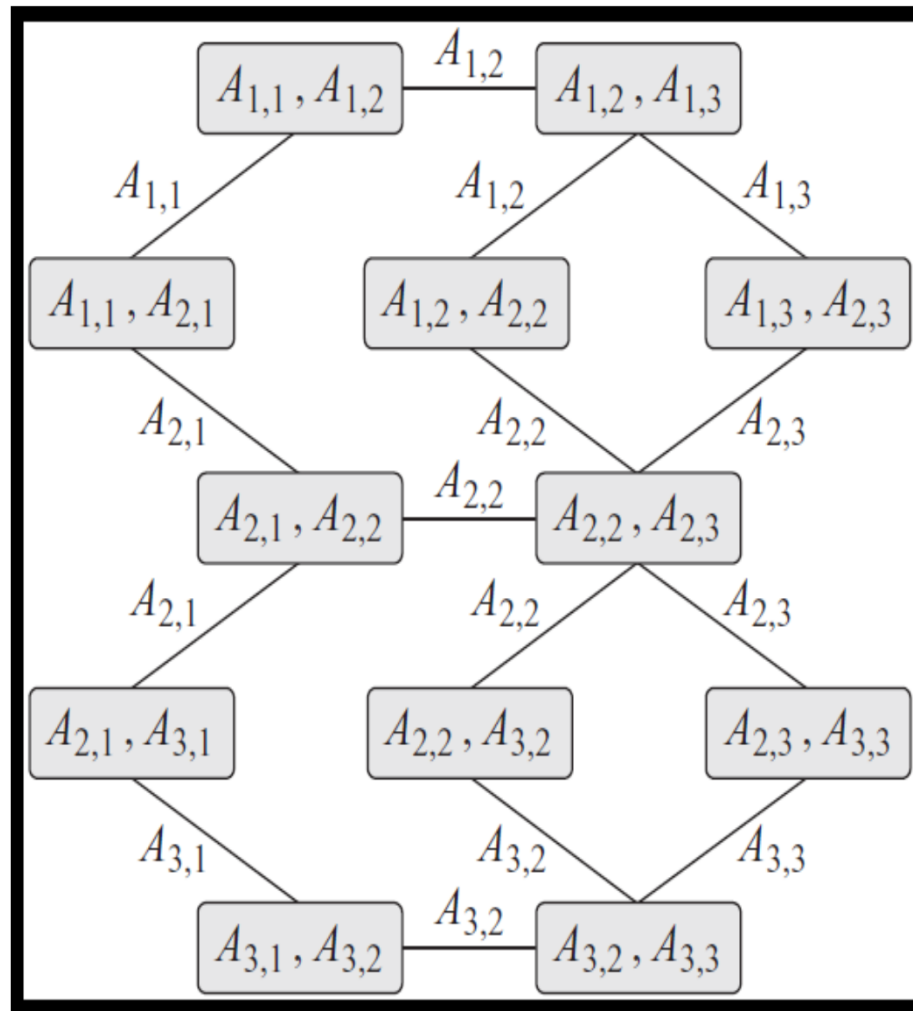 A1,2
A1,1 , A1,2 A1,2 , A1,3
A1,1 A1,2 A1,3
A1,1 , A2,1 A1,2 , A2,2 A1,3 , A2,3
A2,1 A2,2 A2,3
A2,2
A2,1 , A2,2 A2,2 , A2,3
A2,1 A2,2 A2,3
A2,1 , A3,1 A2,2 , A3,2 A2,3 , A3,3
A3,1 A3,2 A3,3
A3,2
A3,1 , A3,2 A3,2 , A3,3